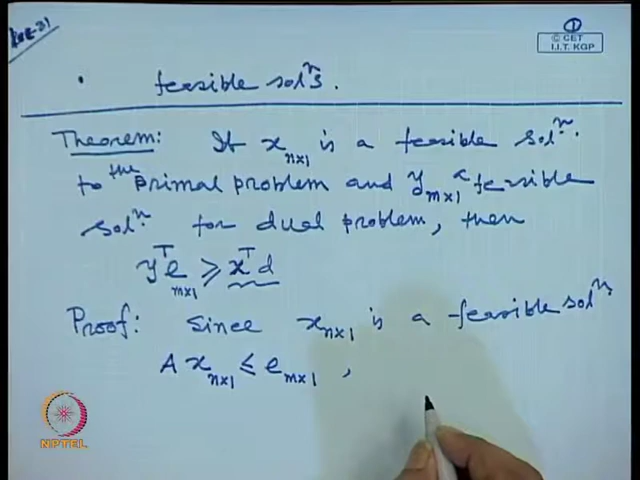 Lec-31
①
© CET
I.I.T. KGP
feasible solⁿs.
Theorem: If x_{n×1} is a feasible solⁿ.
to the primal problem and y_{m×1} a feasible
solⁿ. for dual problem, then
y^T e_{m×1} ⩾ x^T d
Proof: Since x_{n×1} is a feasible solⁿ
A x_{n×1} ≤ e_{m×1} ,
NPTEL